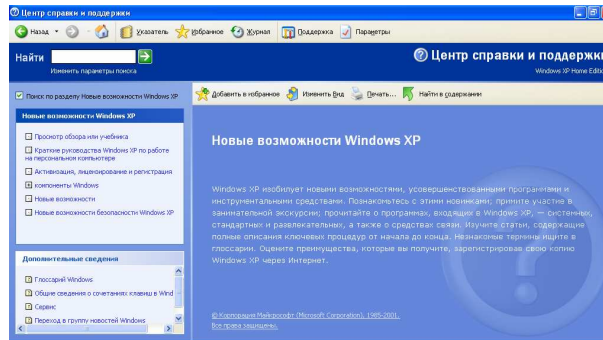 Центр справки и поддержки
Назад Указатель Избранное Журнал Поддержка Параметры
Найти
Изменить параметры поиска
Центр справки и поддержки
Windows XP Home Editio
Поиск по разделу Новые возможности Windows XP
Добавить в избранное Изменить Вид Печать... Найти в содержании
Новые возможности Windows XP
Просмотр обзора или учебника
Краткие руководства Windows XP по работе
на персональном компьютере
Активизация, лицензирование и регистрация
компоненты Windows
Новые возможности
Новые возможности безопасности Windows XP
Дополнительные сведения
Глоссарий Windows
Общие сведения о сочетаниях клавиш в Wind
Сервис
Переход в группу новостей Windows
Новые возможности Windows XP
Windows XP изобилует новыми возможностями, усовершенствованными программами и
инструментальными средствами. Познакомьтесь с этими новинками; примите участие в
занимательной экскурсии; прочитайте о программах, входящих в Windows XP, — системных,
стандартных и развлекательных, а также о средствах связи. Изучите статьи, содержащие
полные описания ключевых процедур от начала до конца. Незнакомые термины ищите в
глоссарии. Оцените преимущества, которые вы получите, зарегистрировав свою копию
Windows XP через Интернет.
© Корпорация Майкрософт (Microsoft Corporation), 1985-2001.
Все права защищены.